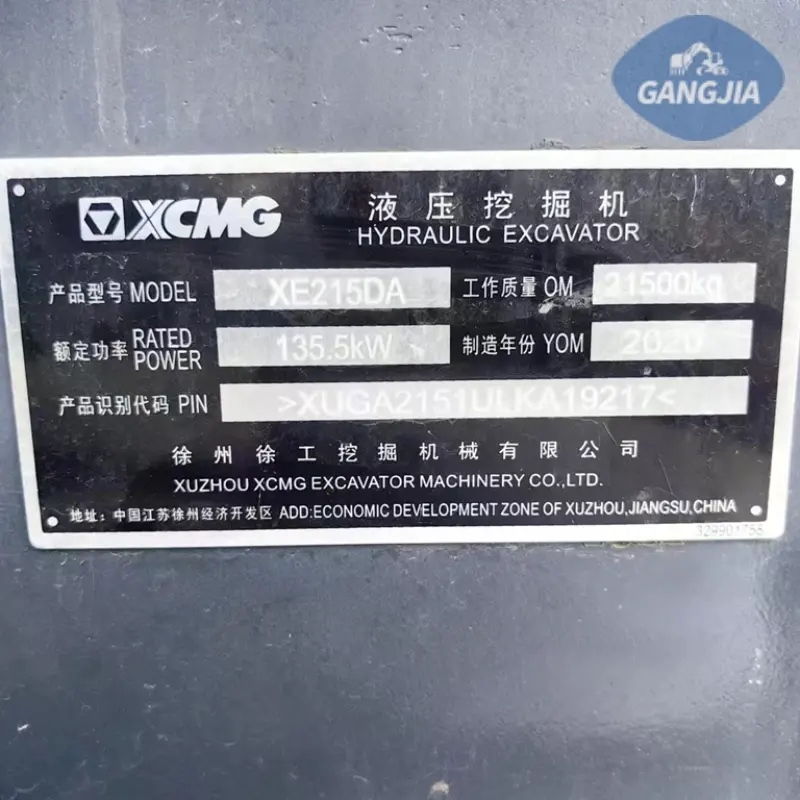 GANGJIA
XCMG 液压挖掘机
HYDRAULIC EXCAVATOR
产品型号 MODEL XE215DA 工作质量 OM 21500kg
额定功率 RATED POWER 135.5kW 制造年份 YOM 2020
产品识别代码 PIN >XUGA2151ULKA19217<
徐州徐工挖掘机械有限公司
XUZHOU XCMG EXCAVATOR MACHINERY CO.,LTD.
地址: 中国江苏徐州经济开发区 ADD:ECONOMIC DEVELOPMENT ZONE OF XUZHOU,JIANGSU,CHINA